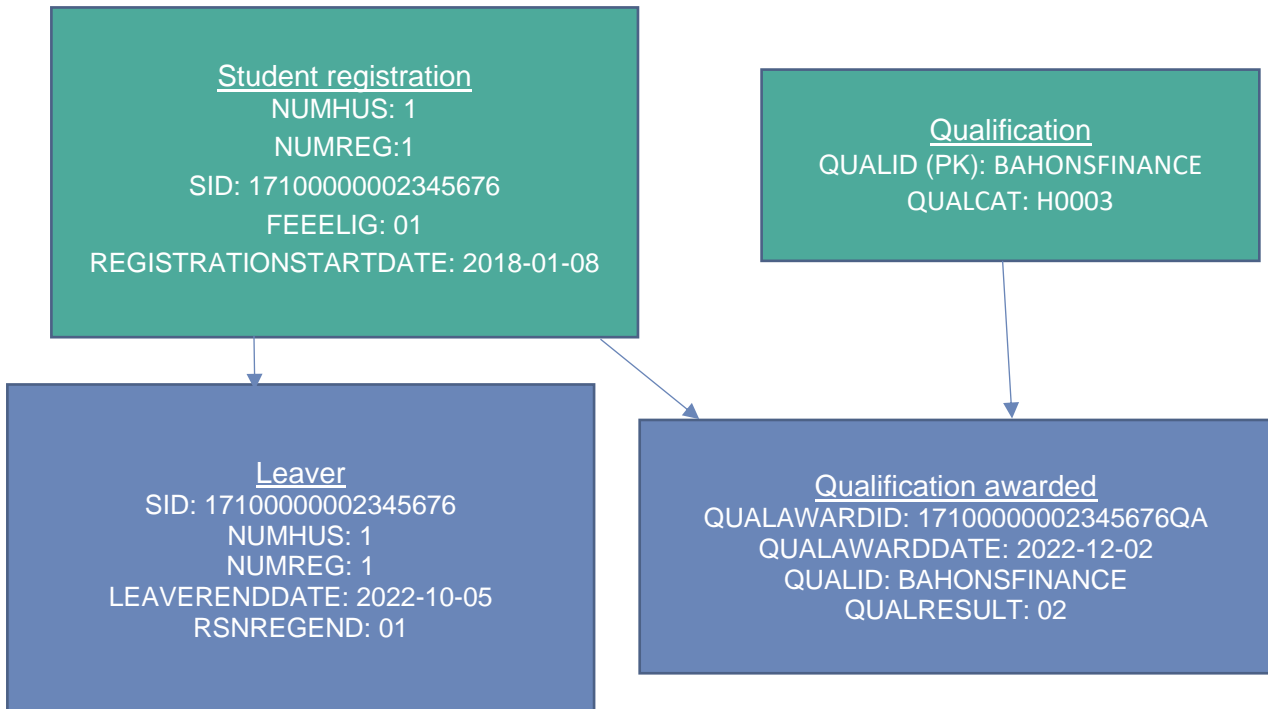 Student registration
NUMHUS: 1
NUMREG:1
SID: 17100000002345676
FEEELIG: 01
REGISTRATIONSTARTDATE: 2018-01-08
Qualification
QUALID (PK): BAHONSFINANCE
QUALCAT: H0003
Leaver
SID: 17100000002345676
NUMHUS: 1
NUMREG: 1
LEAVERENDDATE: 2022-10-05
RSNREGEND: 01
Qualification awarded
QUALAWARDID: 17100000002345676QA
QUALAWARDDATE: 2022-12-02
QUALID: BAHONSFINANCE
QUALRESULT: 02